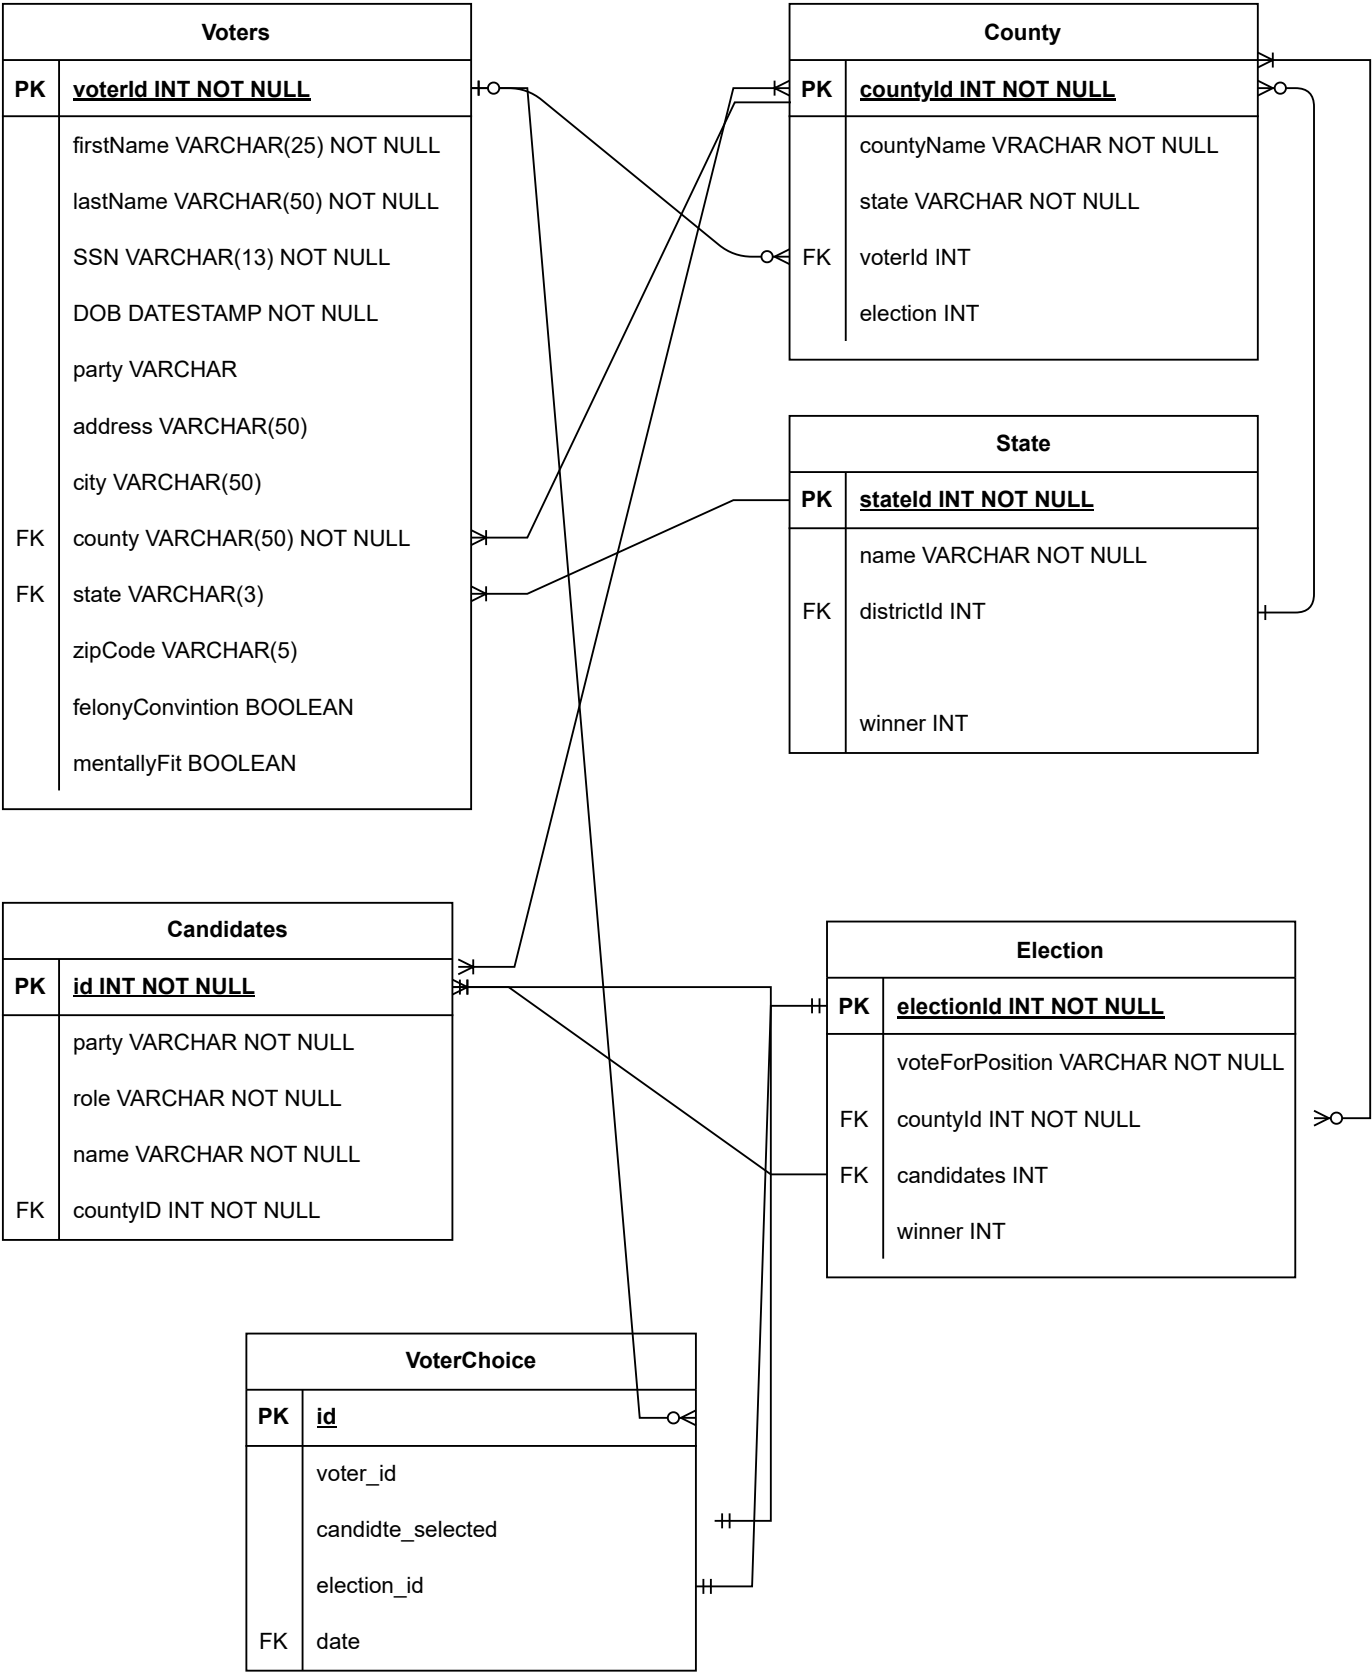 Voters
PK voterId INT NOT NULL
firstName VARCHAR(25) NOT NULL
lastName VARCHAR(50) NOT NULL
SSN VARCHAR(13) NOT NULL
DOB DATESTAMP NOT NULL
party VARCHAR
address VARCHAR(50)
city VARCHAR(50)
FK county VARCHAR(50) NOT NULL
FK state VARCHAR(3)
zipCode VARCHAR(5)
felonyConvintion BOOLEAN
mentallyFit BOOLEAN
County
PK countyId INT NOT NULL
countyName VRACHAR NOT NULL
state VARCHAR NOT NULL
FK voterId INT
election INT
State
PK stateId INT NOT NULL
name VARCHAR NOT NULL
FK districtId INT
winner INT
Candidates
PK id INT NOT NULL
party VARCHAR NOT NULL
role VARCHAR NOT NULL
name VARCHAR NOT NULL
FK countyID INT NOT NULL
Election
PK electionId INT NOT NULL
voteForPosition VARCHAR NOT NULL
FK countyId INT NOT NULL
FK candidates INT
winner INT
VoterChoice
PK id
voter_id
candidte_selected
election_id
FK date